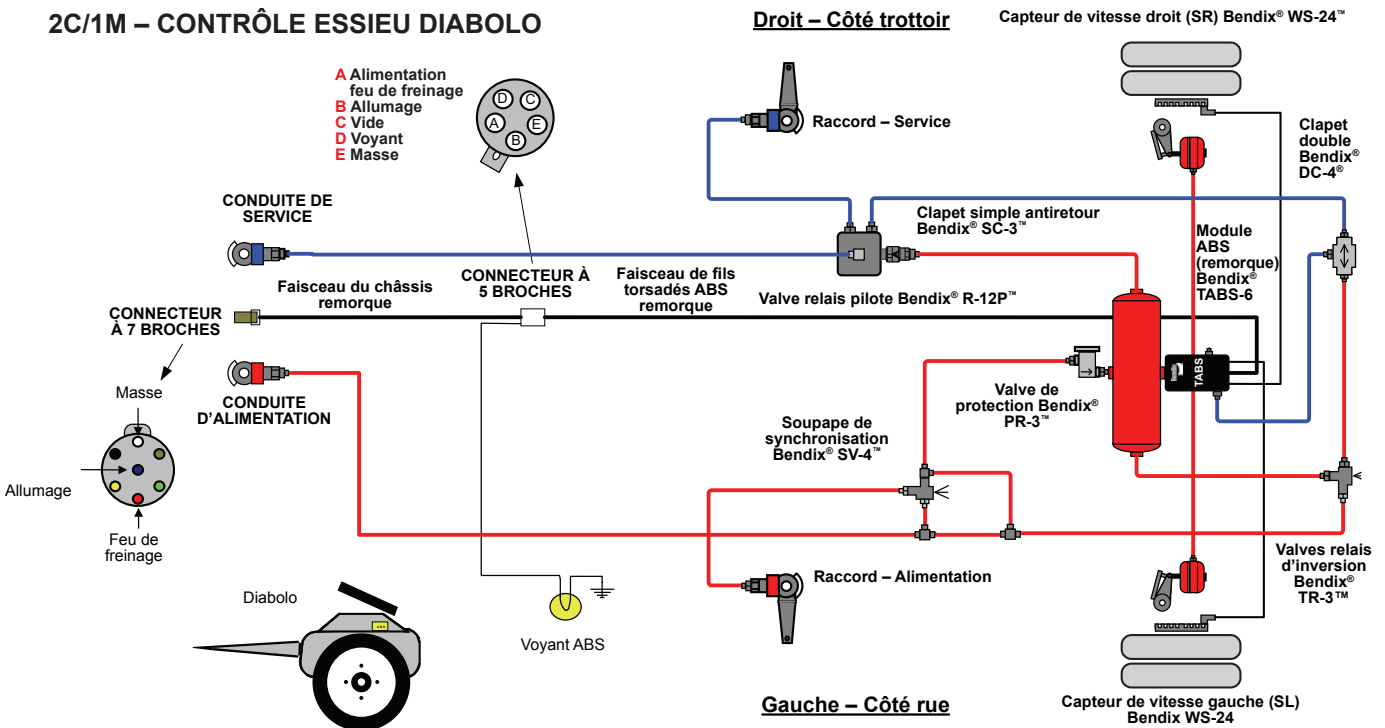 2C/1M – CONTRÔLE ESSIEU DIABOLO
Droit – Côté trottoir
Capteur de vitesse droit (SR) Bendix® WS-24™
A Alimentation
feu de freinage
B Allumage
C Vide
D Voyant
E Masse
D
C
A
E
B
Raccord – Service
Clapet
double
Bendix®
DC-4®
CONDUITE DE
SERVICE
Clapet simple antiretour
Bendix® SC-3™
Module
ABS
(remorque)
Bendix®
TABS-6
CONNECTEUR À
5 BROCHES
Faisceau du châssis
remorque
Faisceau de fils
torsadés ABS
remorque
Valve relais pilote Bendix® R-12P™
CONNECTEUR
À 7 BROCHES
TABS
CONDUITE
D’ALIMENTATION
Valve de
protection Bendix®
PR-3™
Soupape de
synchronisation
Bendix® SV-4™
Masse
Allumage
Feu de
freinage
Raccord – Alimentation
Valves relais
d’inversion
Bendix®
TR-3™
Diabolo
ABS
Voyant ABS
Gauche – Côté rue
Capteur de vitesse gauche (SL)
Bendix WS-24